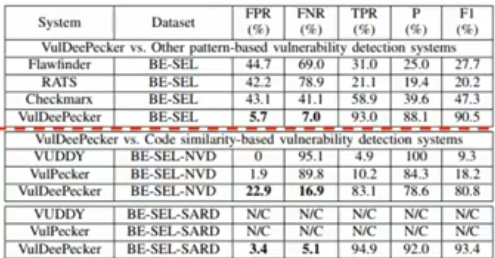 System Dataset FPR (%) FNR (%) TPR (%) P (%) F1 (%)
VulDeePecker vs. Other pattern-based vulnerability detection systems
Flawfinder BE-SEL 44.7 69.0 31.0 25.0 27.7
RATS BE-SEL 42.2 78.9 21.1 19.4 20.2
Checkmarx BE-SEL 43.1 41.1 58.9 39.6 47.3
VulDeePecker BE-SEL 5.7 7.0 93.0 88.1 90.5
VulDeePecker vs. Code similarity-based vulnerability detection systems
VUDDY BE-SEL-NVD 0 95.1 4.9 100 9.3
VulPecker BE-SEL-NVD 1.9 89.8 10.2 84.3 18.2
VulDeePecker BE-SEL-NVD 22.9 16.9 83.1 78.6 80.8
VUDDY BE-SEL-SARD N/C N/C N/C N/C N/C
VulPecker BE-SEL-SARD N/C N/C N/C N/C N/C
VulDeePecker BE-SEL-SARD 3.4 5.1 94.9 92.0 93.4